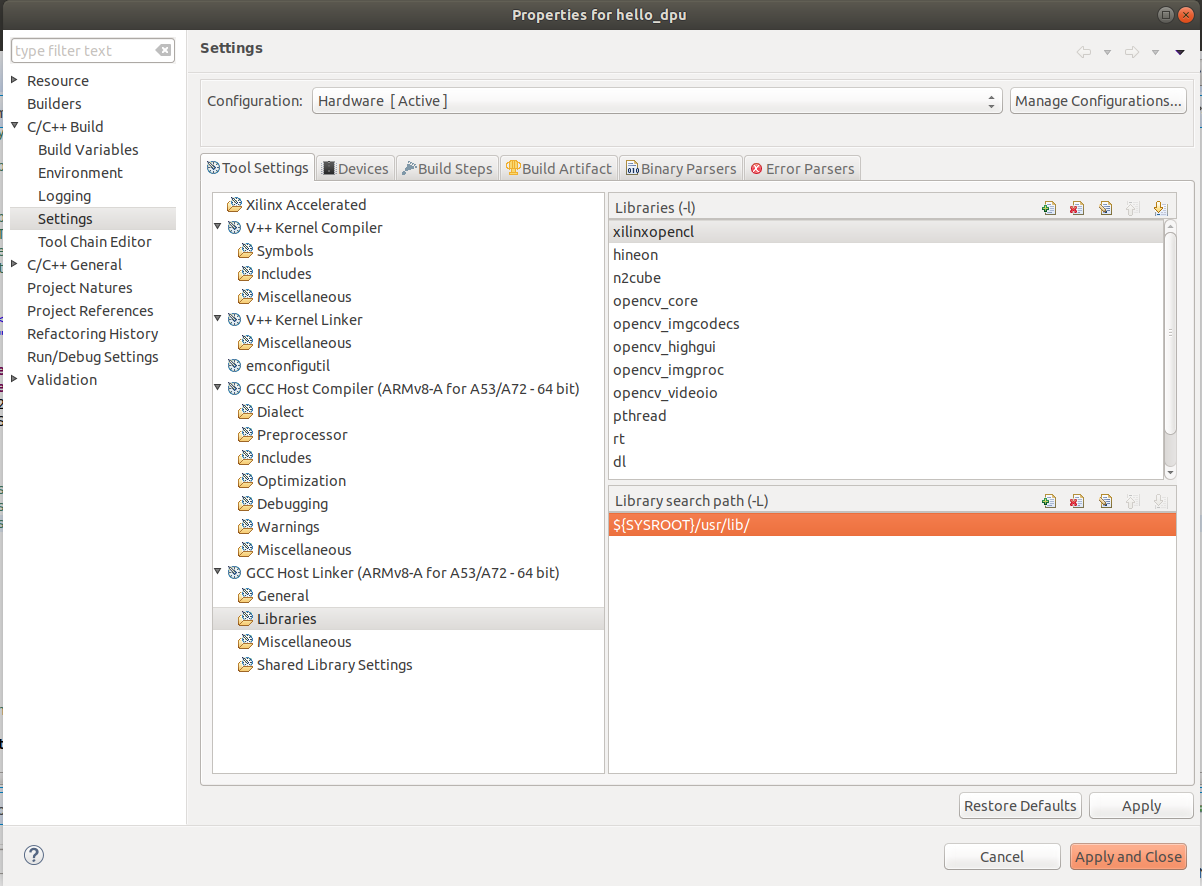 Properties for hello_dpu
type filter text
Resource
Builders
C/C++ Build
Build Variables
Environment
Logging
Settings
Tool Chain Editor
C/C++ General
Project Natures
Project References
Refactoring History
Run/Debug Settings
Validation
Settings
Configuration:
Hardware [ Active ]
Manage Configurations...
Tool Settings
Devices
Build Steps
Build Artifact
Binary Parsers
Error Parsers
Xilinx Accelerated
V++ Kernel Compiler
Symbols
Includes
Miscellaneous
V++ Kernel Linker
Miscellaneous
emconfigutil
GCC Host Compiler (ARMv8-A for A53/A72 - 64 bit)
Dialect
Preprocessor
Includes
Optimization
Debugging
Warnings
Miscellaneous
GCC Host Linker (ARMv8-A for A53/A72 - 64 bit)
General
Libraries
Miscellaneous
Shared Library Settings
Libraries (-l)
xilinxopencl
hineon
n2cube
opencv_core
opencv_imgcodecs
opencv_highgui
opencv_imgproc
opencv_videoio
pthread
rt
dl
Library search path (-L)
${SYSROOT}/usr/lib/
Restore Defaults
Apply
Cancel
Apply and Close